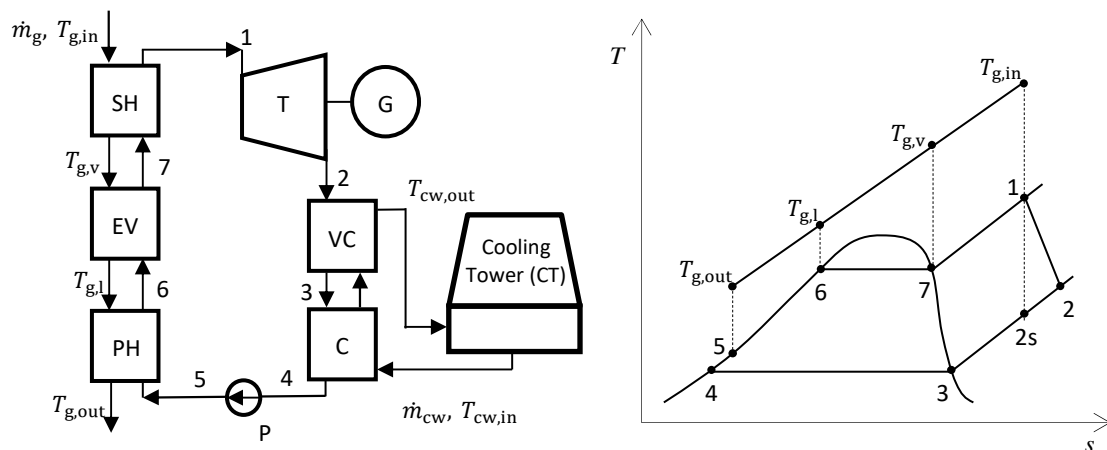 ṁg, Tg,in
1
SH
T
G
Tg,v
7
2
Tcw,out
EV
VC
Cooling
Tower (CT)
Tg,l
6
3
PH
C
5
4
Tg,out
P
ṁcw, Tcw,in
T
Tg,in
Tg,v
1
Tg,l
Tg,out
6
7
2
5
2s
4
3
s